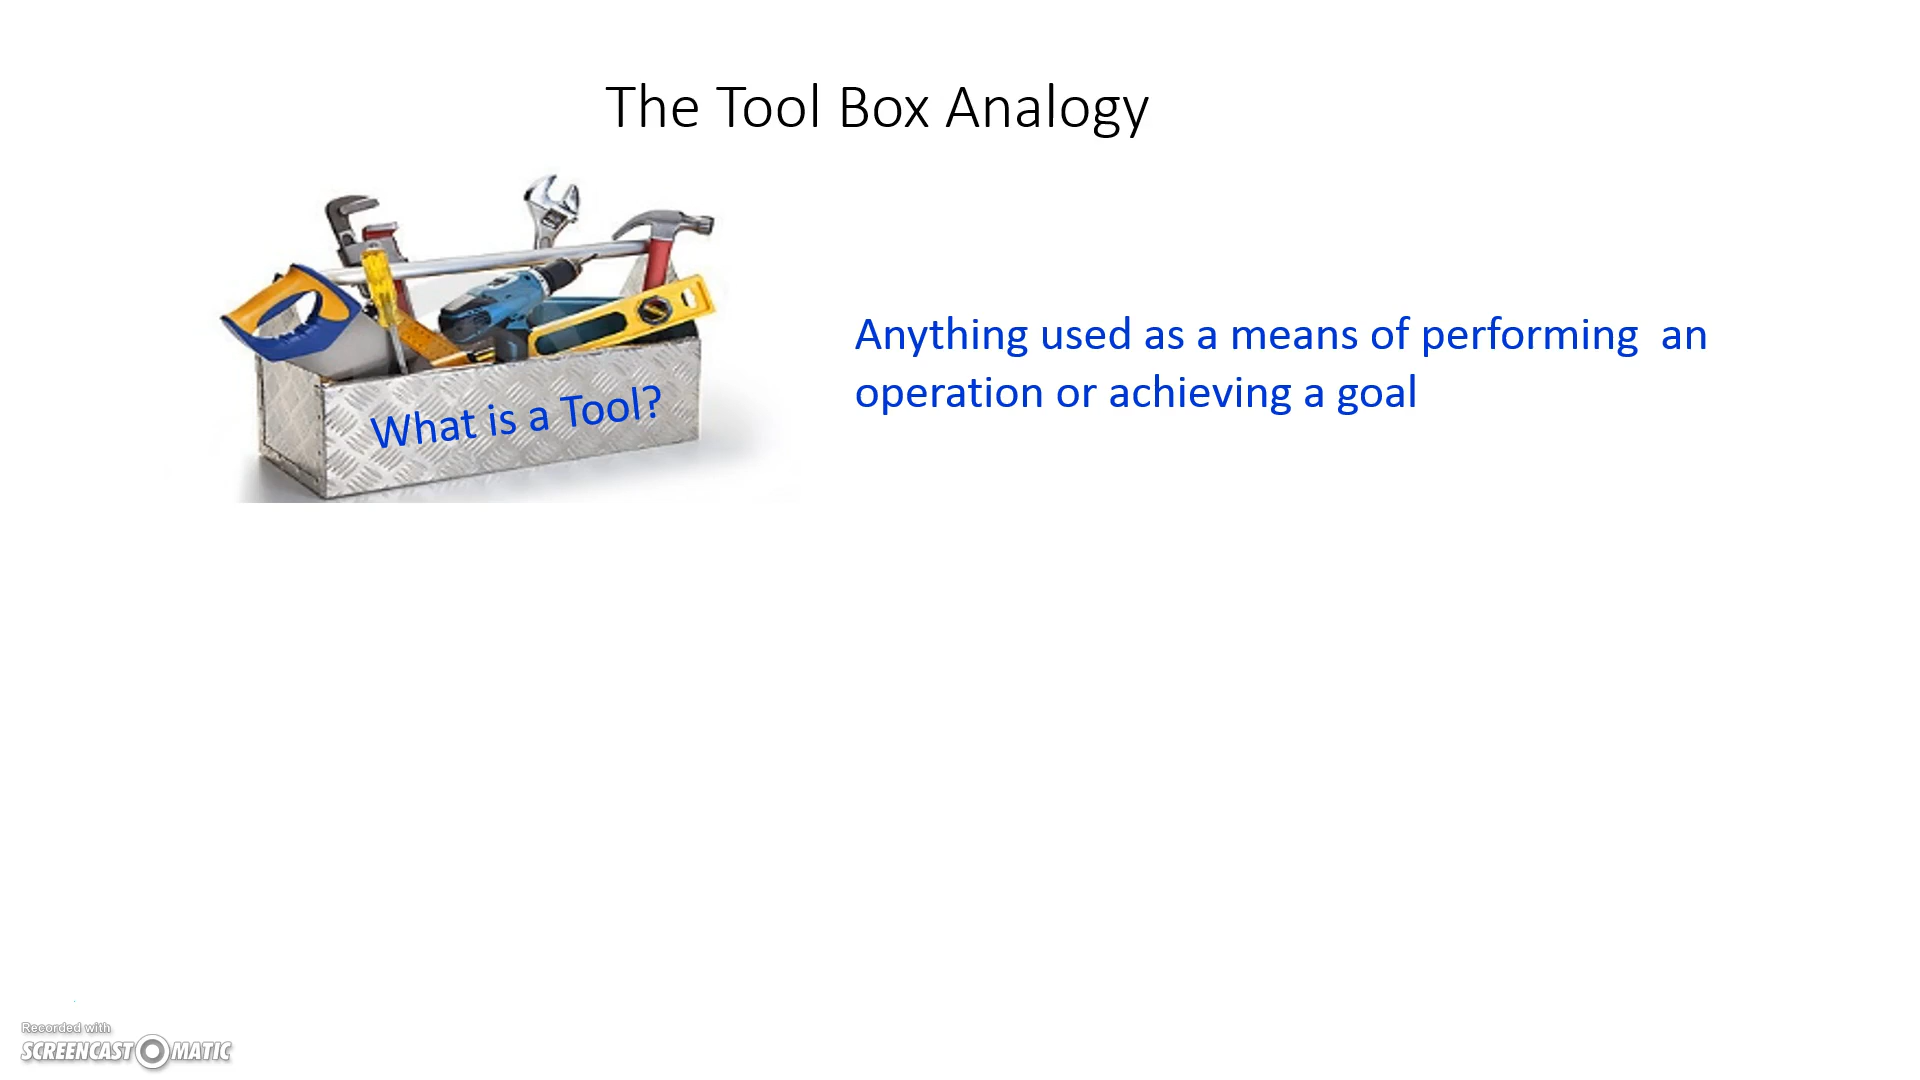 The Tool Box Analogy
What is a Tool?
Anything used as a means of performing  an
operation or achieving a goal
Recorded with
SCREENCAST MATIC